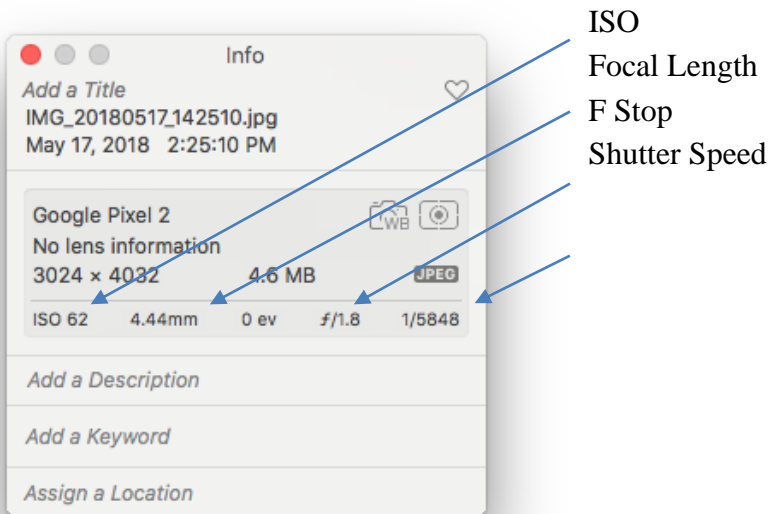 ISO
Focal Length
F Stop
Shutter Speed
Info
Add a Title
IMG_20180517_142510.jpg
May 17, 2018 2:25:10 PM
Google Pixel 2
WB
No lens information
3024 × 4032 4.6 MB JPEG
ISO 62 4.44mm 0 ev ƒ/1.8 1/5848
Add a Description
Add a Keyword
Assign a Location